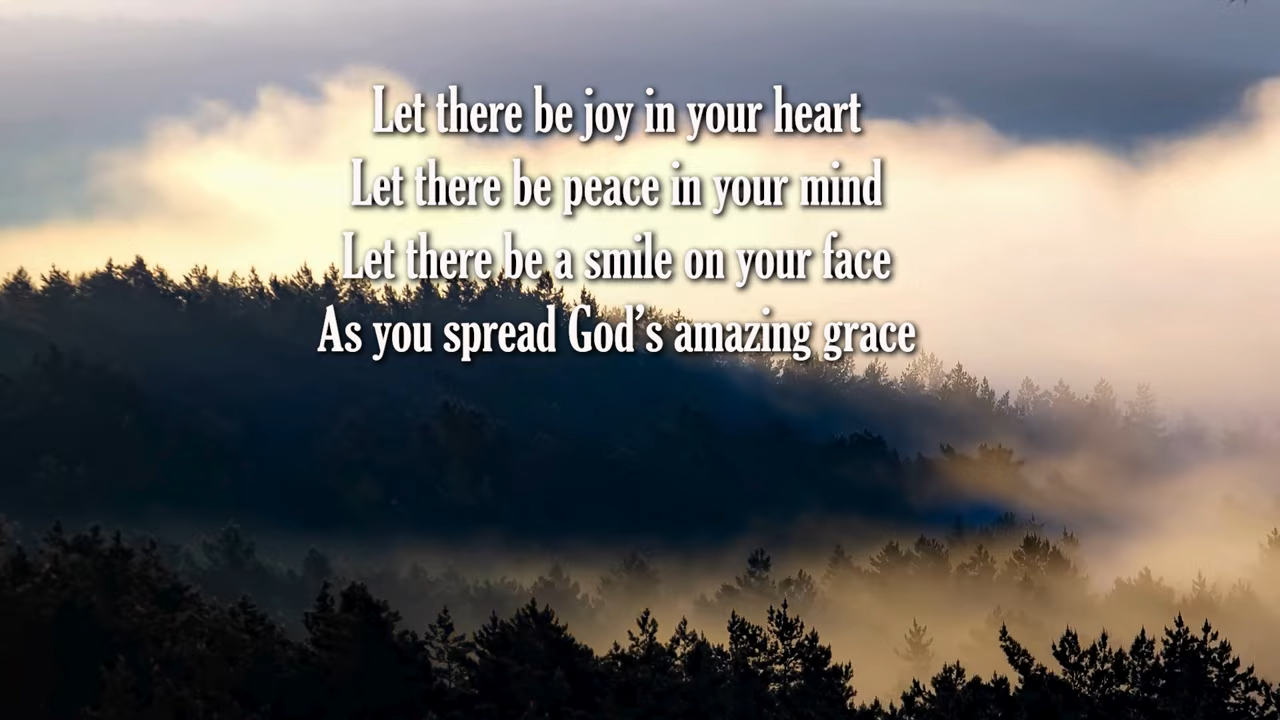 Let there be joy in your heart
Let there be peace in your mind
Let there be a smile on your face
As you spread God’s amazing grace